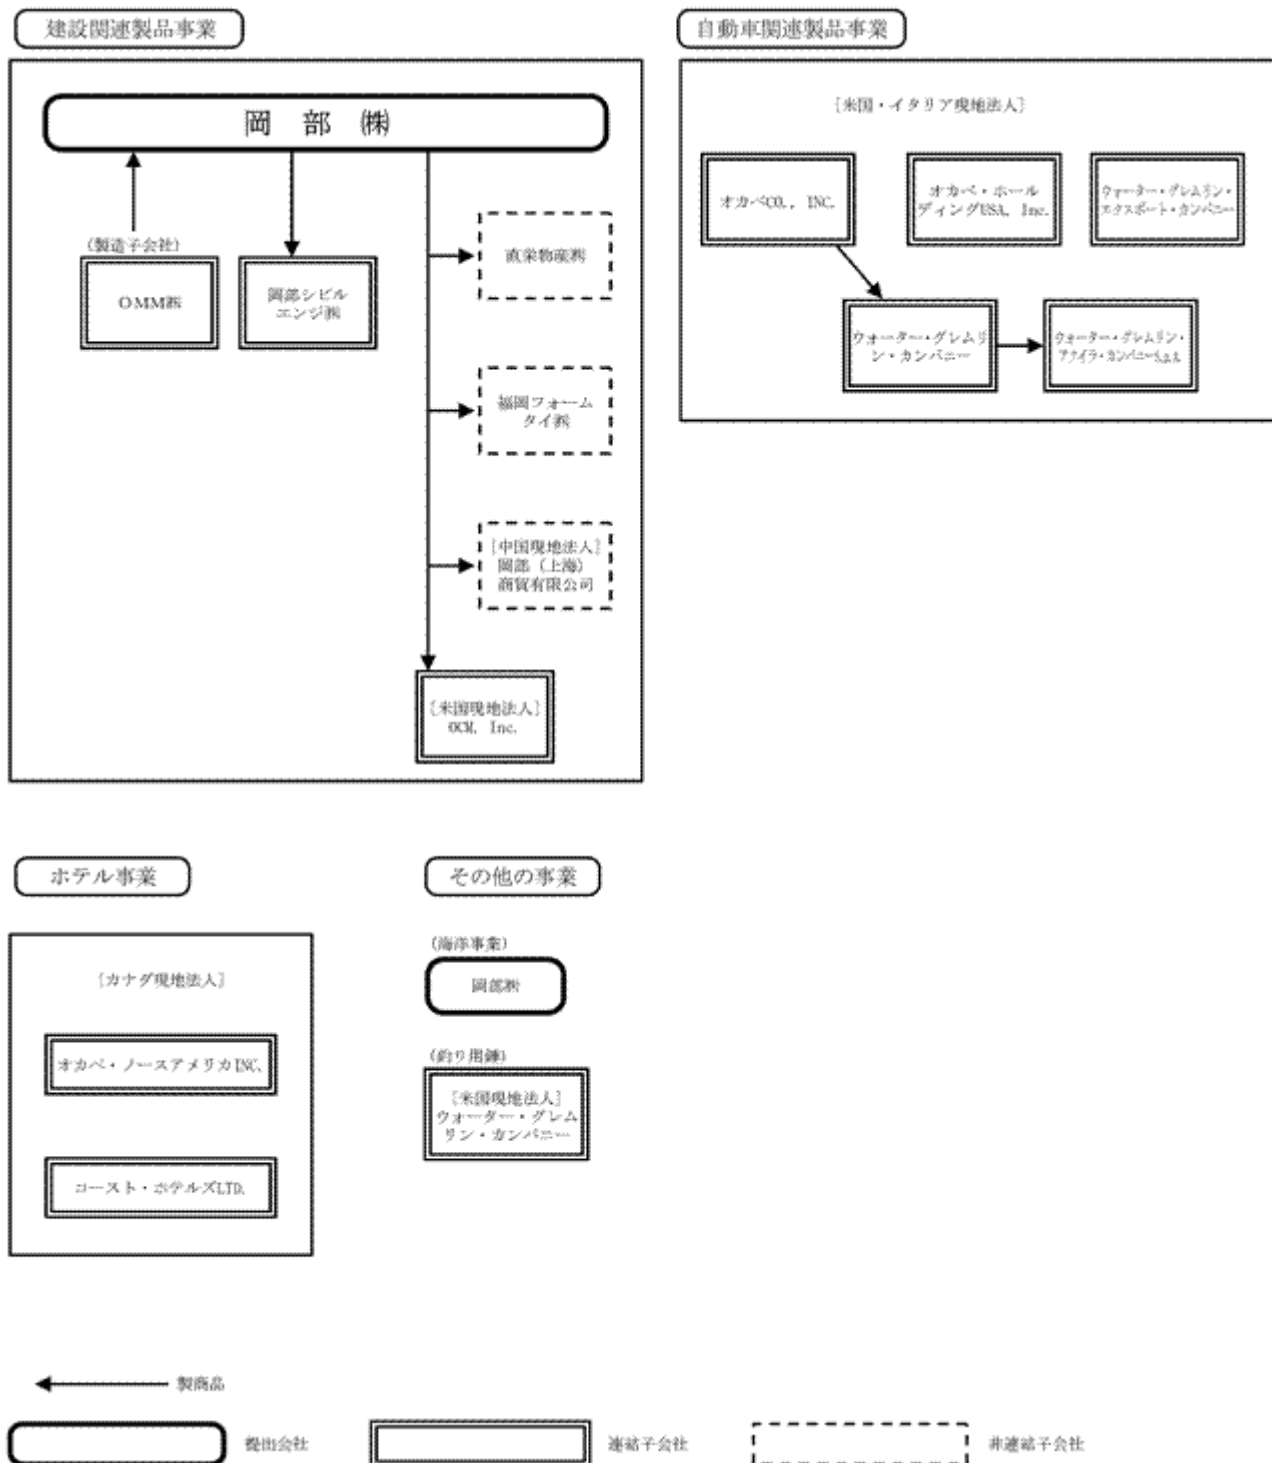 建設関連製品事業
岡 部 ㈱
(製造子会社)
OMM㈱
岡部シビル
エンジ㈱
直栄物産㈱
福岡フォーム
タイ㈱
[中国現地法人]
岡部(上海)
商貿有限公司
[米国現地法人]
OCM, Inc.
自動車関連製品事業
[米国・イタリア現地法人]
オカベCO., INC.
オカベ・ホール
ディングUSA, Inc.
ウォーター・グレムリン・
エクスポート・カンパニー
ウォーター・グレムリ
ン・カンパニー
ウォーター・グレムリン・
アクイラ・カンパニーS.p.A.
ホテル事業
[カナダ現地法人]
オカベ・ノースアメリカINC.
コースト・ホテルズLTD.
その他の事業
(海洋事業)
岡部㈱
(釣り用錘)
[米国現地法人]
ウォーター・グレム
リン・カンパニー
製商品
提出会社
連結子会社
非連結子会社